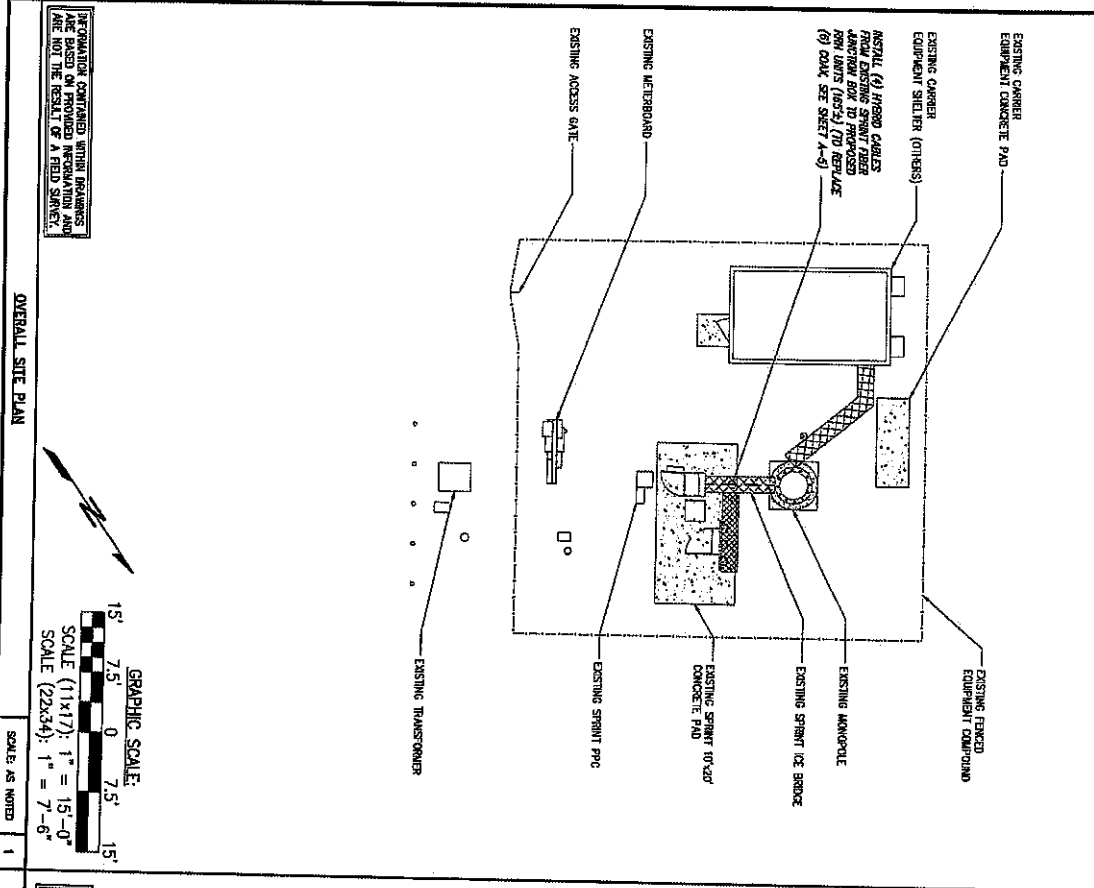 EXISTING CARRIER
EQUIPMENT CONCRETE PAD
EXISTING CARRIER
EQUIPMENT SHELTER (OTHERS)
INSTALL (4) HYBRID CABLES
FROM EXISTING SPRINT FIBER
JUNCTION BOX TO PROPOSED
RRH UNITS (165'±) (TO REPLACE
(6) COAX, SEE SHEET A-5)
EXISTING METERBOARD
EXISTING ACCESS GATE
EXISTING FENCED
EQUIPMENT COMPOUND
EXISTING MONOPOLE
EXISTING SPRINT ICE BRIDGE
EXISTING SPRINT 10'x20'
CONCRETE PAD
EXISTING SPRINT PPC
EXISTING TRANSFORMER
INFORMATION CONTAINED WITHIN DRAWINGS
ARE BASED ON PROVIDED INFORMATION AND
ARE NOT THE RESULT OF A FIELD SURVEY.
N
GRAPHIC SCALE:
15' 7.5' 0 7.5' 15'
SCALE (11x17): 1" = 15'-0"
SCALE (22x34): 1" = 7'-6"
OVERALL SITE PLAN
SCALE: AS NOTED
1